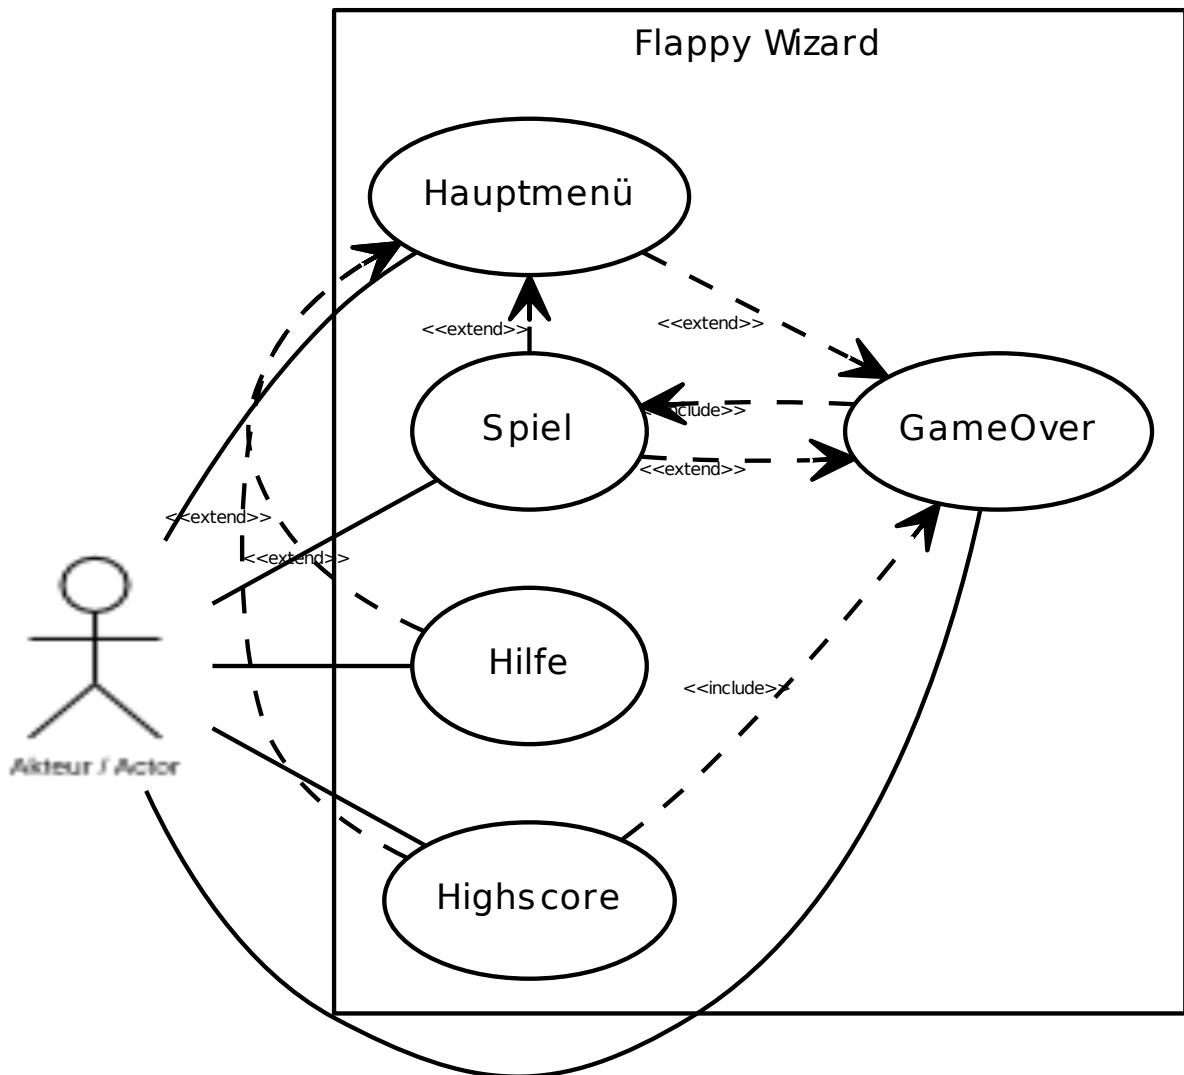 Flappy Wizard
Hauptmenü
<<extend>>
<<extend>>
Spiel
<<include>>
GameOver
<<extend>>
<<extend>>
<<extend>>
Hilfe
<<include>>
Akteur / Actor
Highscore